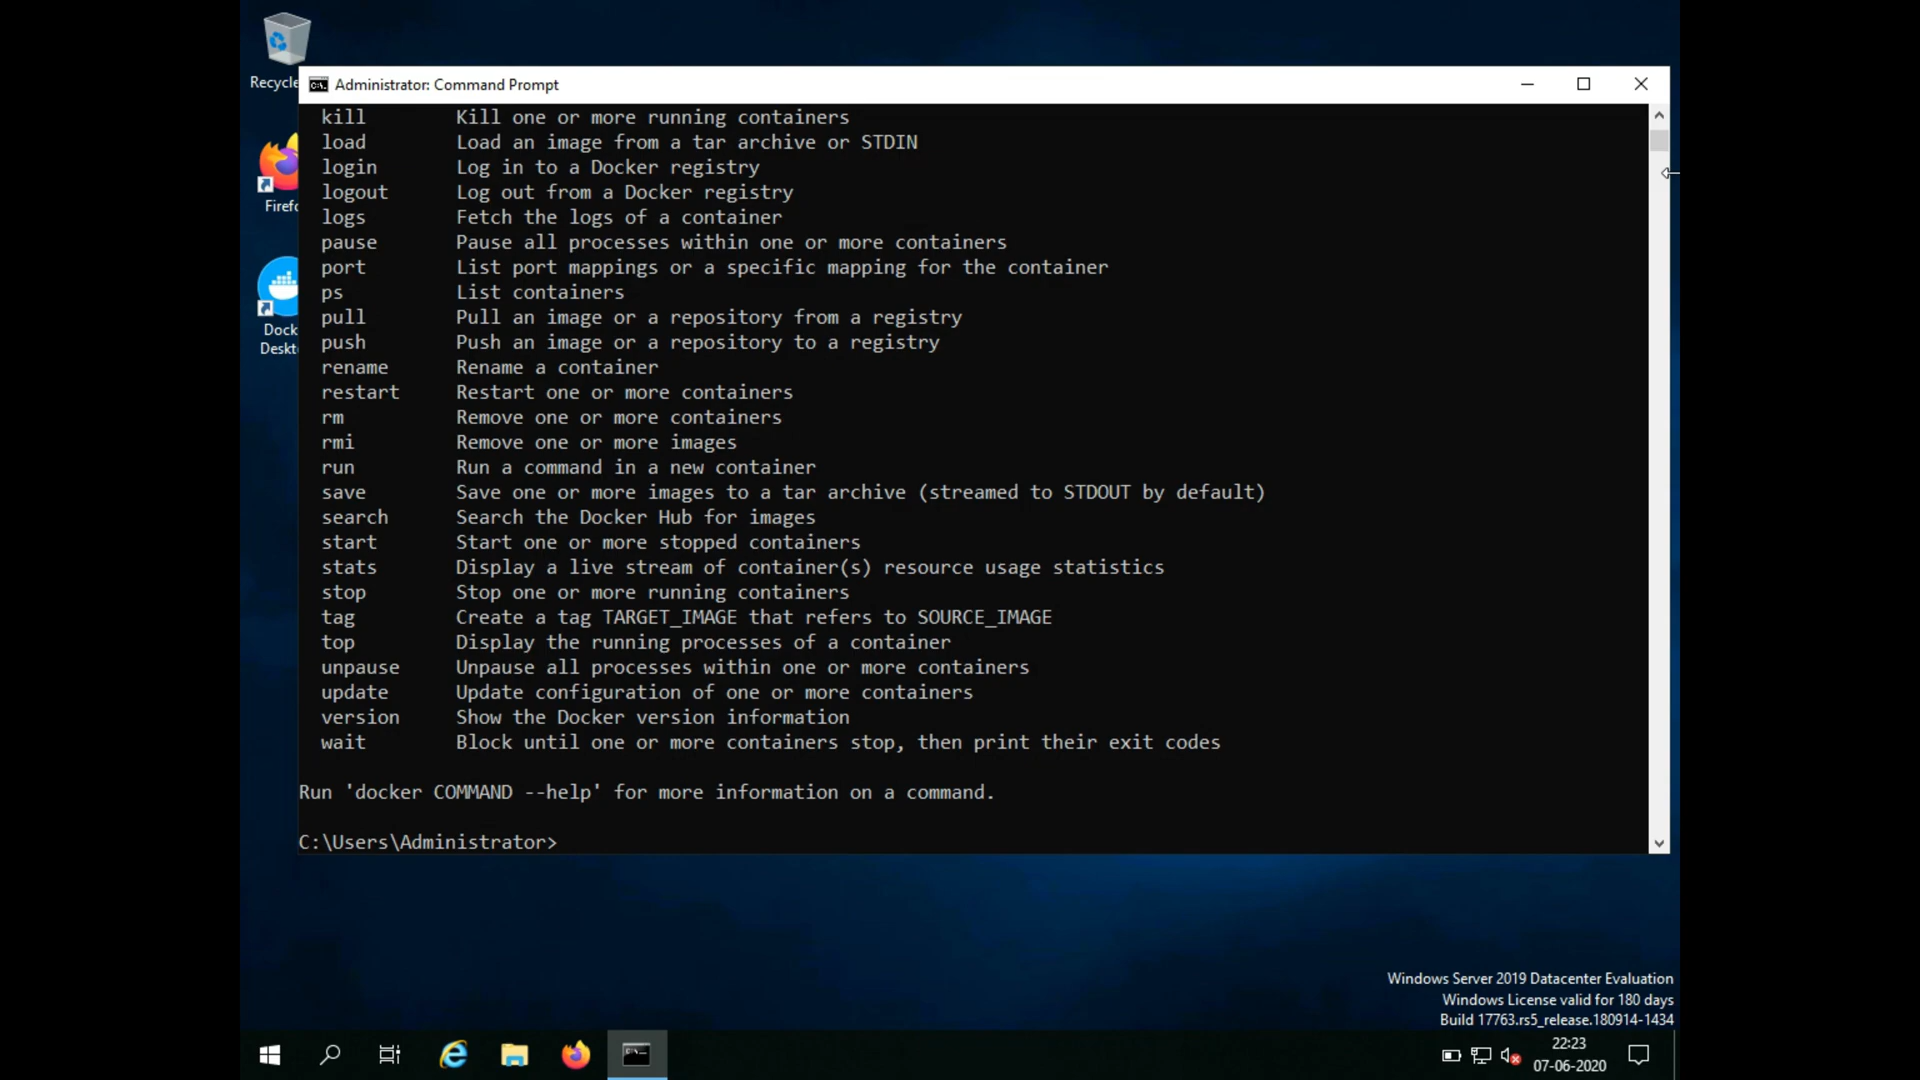 Recycle
Administrator: Command Prompt
kill Kill one or more running containers
load Load an image from a tar archive or STDIN
login Log in to a Docker registry
logout Log out from a Docker registry
logs Fetch the logs of a container
pause Pause all processes within one or more containers
port List port mappings or a specific mapping for the container
ps List containers
pull Pull an image or a repository from a registry
push Push an image or a repository to a registry
rename Rename a container
restart Restart one or more containers
rm Remove one or more containers
rmi Remove one or more images
run Run a command in a new container
save Save one or more images to a tar archive (streamed to STDOUT by default)
search Search the Docker Hub for images
start Start one or more stopped containers
stats Display a live stream of container(s) resource usage statistics
stop Stop one or more running containers
tag Create a tag TARGET_IMAGE that refers to SOURCE_IMAGE
top Display the running processes of a container
unpause Unpause all processes within one or more containers
update Update configuration of one or more containers
version Show the Docker version information
wait Block until one or more containers stop, then print their exit codes
Run 'docker COMMAND --help' for more information on a command.
C:\Users\Administrator>
Firefo
Dock
Deskt
Windows Server 2019 Datacenter Evaluation
Windows License valid for 180 days
Build 17763.rs5_release.180914-1434
22:23
07-06-2020